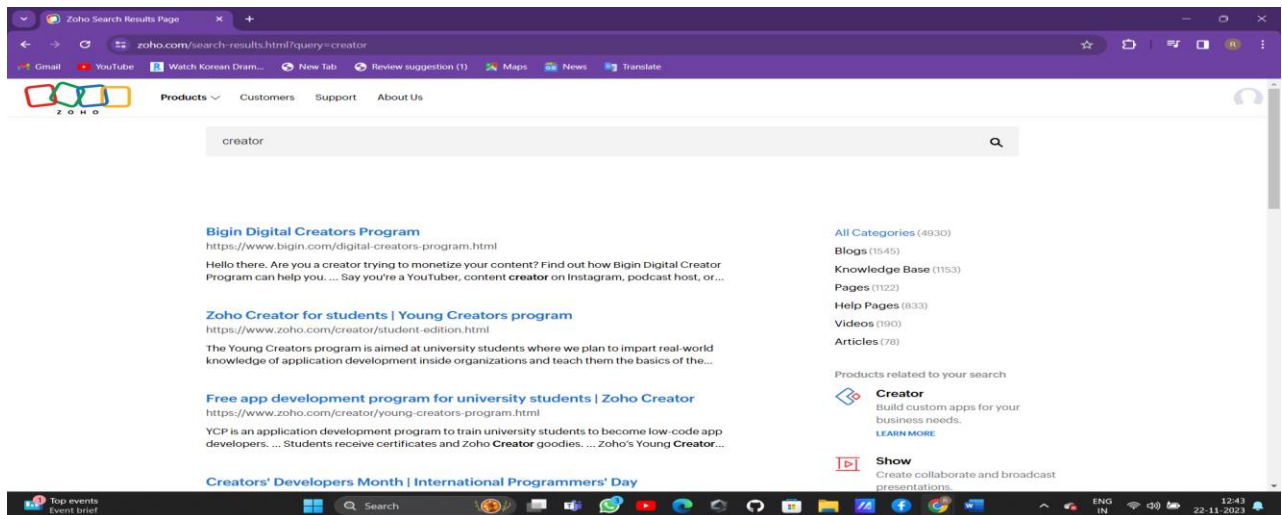 Zoho Search Results Page
zoho.com/search-results.html?query=creator
R
Gmail YouTube Watch Korean Dram... New Tab Review suggestion (1) Maps News Translate
ZOHO Products Customers Support About Us
creator
Bigin Digital Creators Program
https://www.bigin.com/digital-creators-program.html
Hello there. Are you a creator trying to monetize your content? Find out how Bigin Digital Creator
Program can help you. ... Say you're a YouTuber, content creator on Instagram, podcast host, or...
Zoho Creator for students | Young Creators program
https://www.zoho.com/creator/student-edition.html
The Young Creators program is aimed at university students where we plan to impart real-world
knowledge of application development inside organizations and teach them the basics of the...
Free app development program for university students | Zoho Creator
https://www.zoho.com/creator/young-creators-program.html
YCP is an application development program to train university students to become low-code app
developers. ... Students receive certificates and Zoho Creator goodies. ... Zoho's Young Creator...
Creators' Developers Month | International Programmers' Day
All Categories (4930)
Blogs (1545)
Knowledge Base (1153)
Pages (1122)
Help Pages (833)
Videos (190)
Articles (78)
Products related to your search
Creator
Build custom apps for your
business needs.
LEARN MORE
Show
Create collaborate and broadcast
presentations.
Top events
Event brief
Search
ENG
IN
12:43
22-11-2023